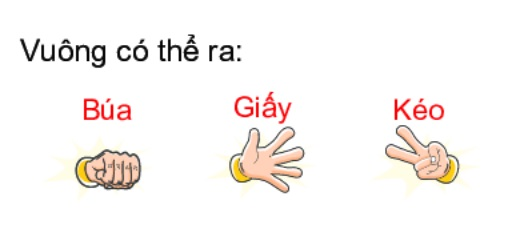 Vuông có thể ra:
Búa Giấy Kéo